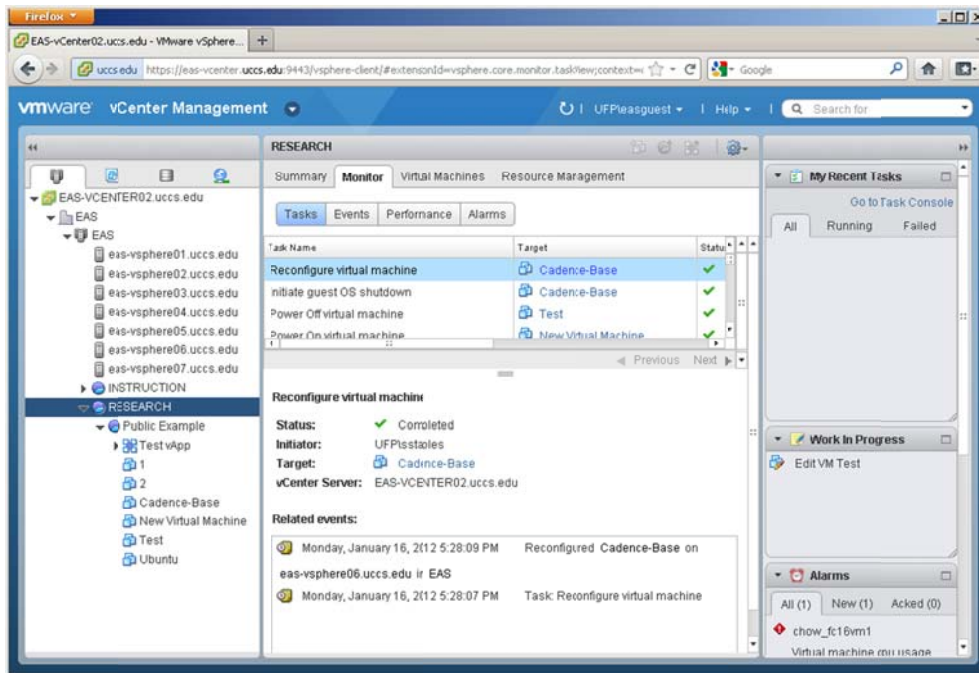 Firefox
EAS-vCenter02.uccs.edu - VMware vSphere... +
uccs.edu https://eas-vcenter.uccs.edu:9443/vsphere-client/#extensionId=vsphere.core.monitor.taskView;context= Google
vmware vCenter Management UFP\easguest Help Search for
RESEARCH
Summary Monitor Virtual Machines Resource Management
Tasks Events Performance Alarms
Task Name Target Statu
Reconfigure virtual machine Cadence-Base
Initiate guest OS shutdown Cadence-Base
Power Off virtual machine Test
Power On virtual machine New Virtual Machine
Previous Next
EAS-VCENTER02.uccs.edu
EAS
EAS
eas-vsphere01.uccs.edu
eas-vsphere02.uccs.edu
eas-vsphere03.uccs.edu
eas-vsphere04.uccs.edu
eas-vsphere05.uccs.edu
eas-vsphere06.uccs.edu
eas-vsphere07.uccs.edu
INSTRUCTION
RESEARCH
Public Example
Test vApp
1
2
Cadence-Base
New Virtual Machine
Test
Ubuntu
Reconfigure virtual machine
Status: Completed
Initiator:
Target: Cadence-Base
vCenter Server: EAS-VCENTER02.uccs.edu
Related events:
Monday, January 16, 2012 5:28:09 PM Reconfigured Cadence-Base on
eas-vsphere06.uccs.edu in EAS
Monday, January 16, 2012 5:28:07 PM Task: Reconfigure virtual machine
My Recent Tasks
Go to Task Console
All Running Failed
Work In Progress
Edit VM Test
Alarms
All (1) New (1) Acked (0)
chow_fc16vm1
Virtual machine cpu usage